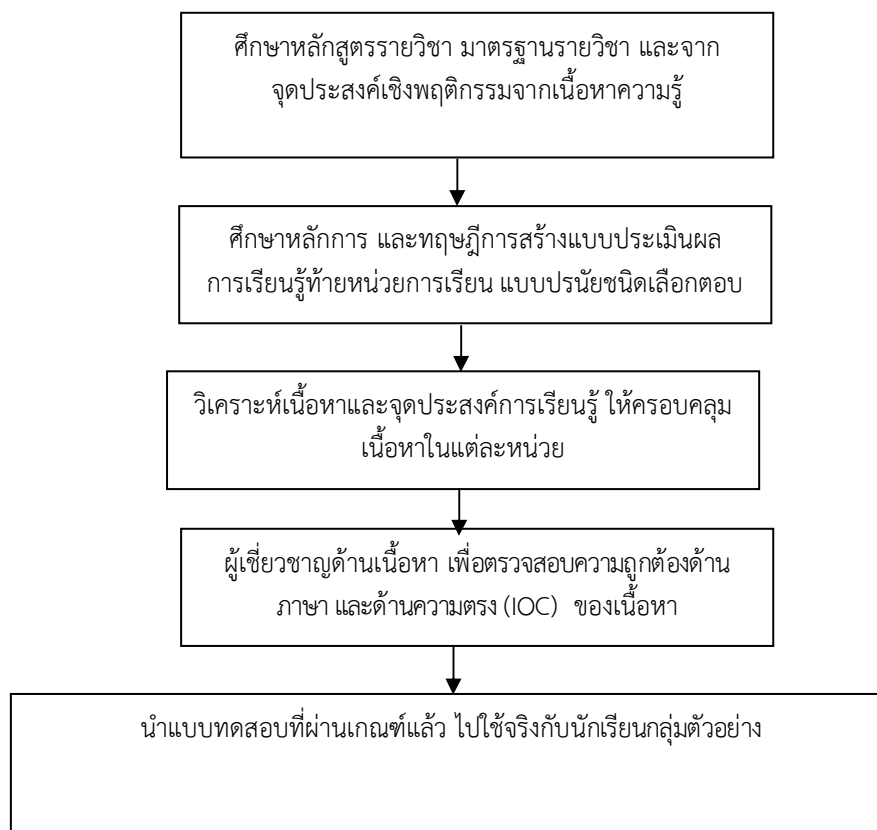 ศึกษาหลักสูตรรายวิชา มาตรฐานรายวิชา และจาก
จุดประสงค์เชิงพฤติกรรมจากเนื้อหาความรู้
ศึกษาหลักการ และทฤษฎีการสร้างแบบประเมินผล
การเรียนรู้ท้ายหน่วยการเรียน แบบปรนัยชนิดเลือกตอบ
วิเคราะห์เนื้อหาและจุดประสงค์การเรียนรู้ ให้ครอบคลุม
เนื้อหาในแต่ละหน่วย
ผู้เชี่ยวชาญด้านเนื้อหา เพื่อตรวจสอบความถูกต้องด้าน
ภาษา และด้านความตรง (IOC) ของเนื้อหา
นำแบบทดสอบที่ผ่านเกณฑ์แล้ว ไปใช้จริงกับนักเรียนกลุ่มตัวอย่าง